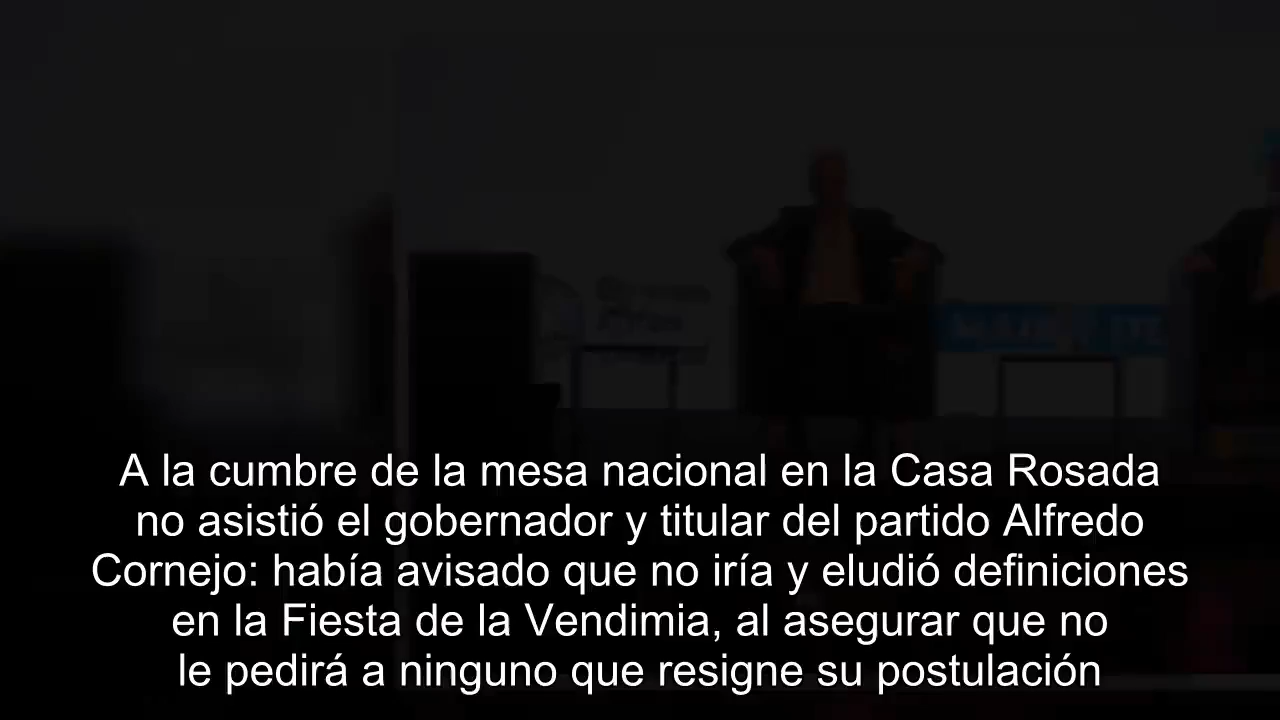 A la cumbre de la mesa nacional en la Casa Rosada
no asistió el gobernador y titular del partido Alfredo
Cornejo: había avisado que no iría y eludió definiciones
en la Fiesta de la Vendimia, al asegurar que no
le pedirá a ninguno que resigne su postulación